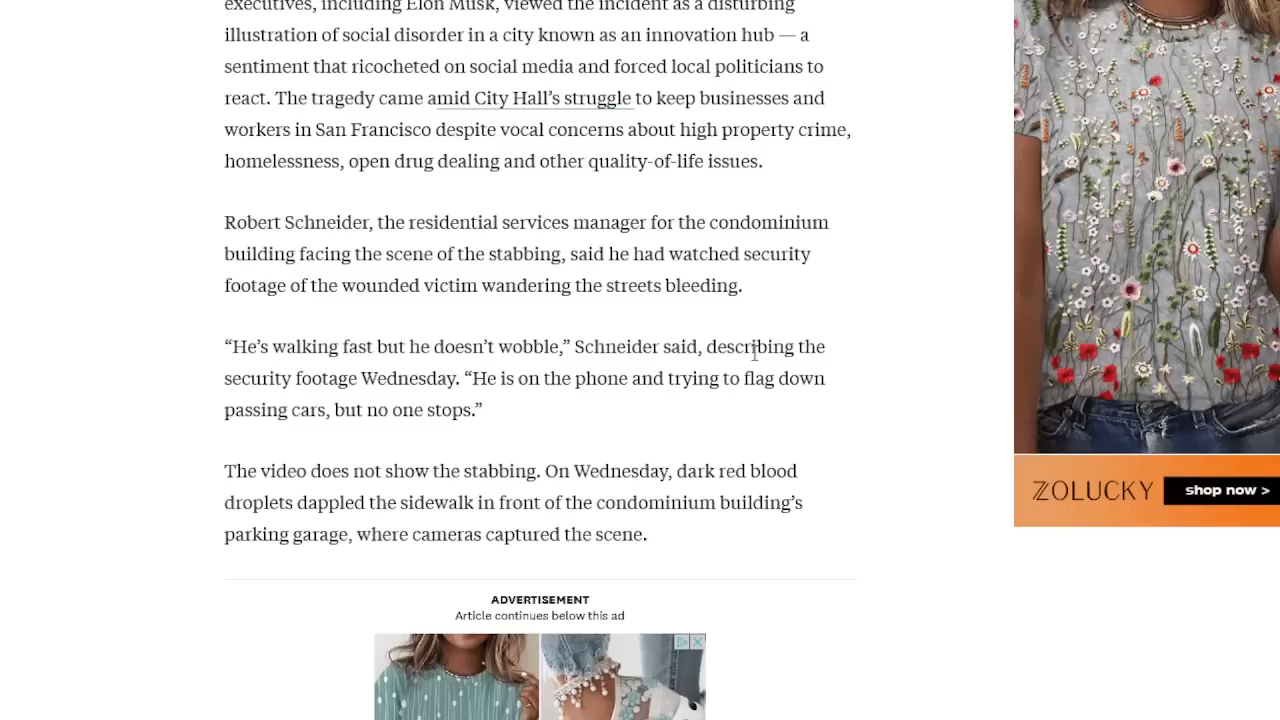 executives, including Elon Musk, viewed the incident as a disturbing
illustration of social disorder in a city known as an innovation hub — a
sentiment that ricocheted on social media and forced local politicians to
react. The tragedy came amid City Hall’s struggle to keep businesses and
workers in San Francisco despite vocal concerns about high property crime,
homelessness, open drug dealing and other quality-of-life issues.
Robert Schneider, the residential services manager for the condominium
building facing the scene of the stabbing, said he had watched security
footage of the wounded victim wandering the streets bleeding.
“He’s walking fast but he doesn’t wobble,” Schneider said, describing the
security footage Wednesday. “He is on the phone and trying to flag down
passing cars, but no one stops.”
The video does not show the stabbing. On Wednesday, dark red blood
droplets dappled the sidewalk in front of the condominium building’s
parking garage, where cameras captured the scene.
ADVERTISEMENT
Article continues below this ad
ZOLUCKY
shop now >